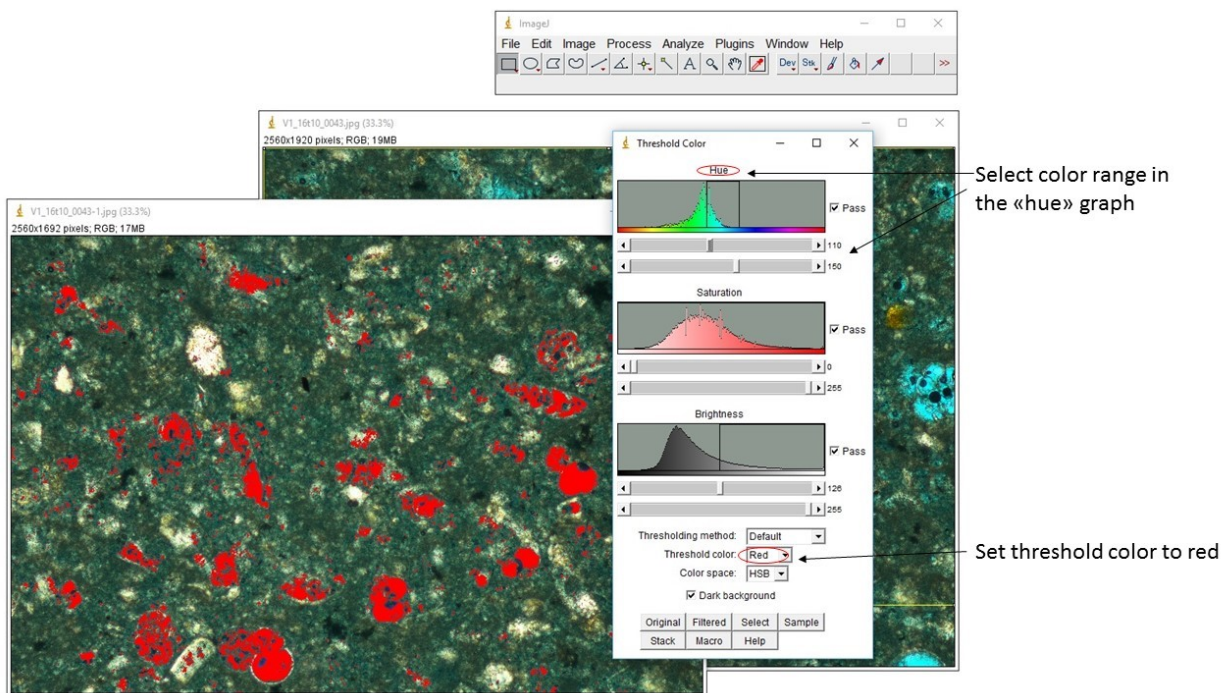 ImageJ
File Edit Image Process Analyze Plugins Window Help
Dev Stk >>
V1_16t10_0043.jpg (33.3%)
2560x1920 pixels; RGB; 19MB
V1_16t10_0043-1.jpg (33.3%)
2560x1692 pixels; RGB; 17MB
Threshold Color
Hue
Pass
110
150
Saturation
Pass
0
255
Brightness
Pass
126
255
Thresholding method: Default
Threshold color: Red
Color space: HSB
Dark background
Original Filtered Select Sample
Stack Macro Help
Select color range in
the «hue» graph
Set threshold color to red